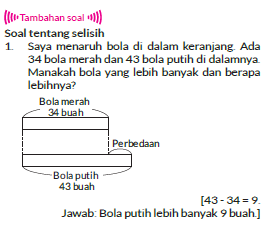 Tambahan soal
Soal tentang selisih
1. Saya menaruh bola di dalam keranjang. Ada
34 bola merah dan 43 bola putih di dalamnya.
Manakah bola yang lebih banyak dan berapa
lebihnya?
Bola merah
34 buah
Perbedaan
Bola putih
43 buah
[43 - 34 = 9.
Jawab: Bola putih lebih banyak 9 buah.]